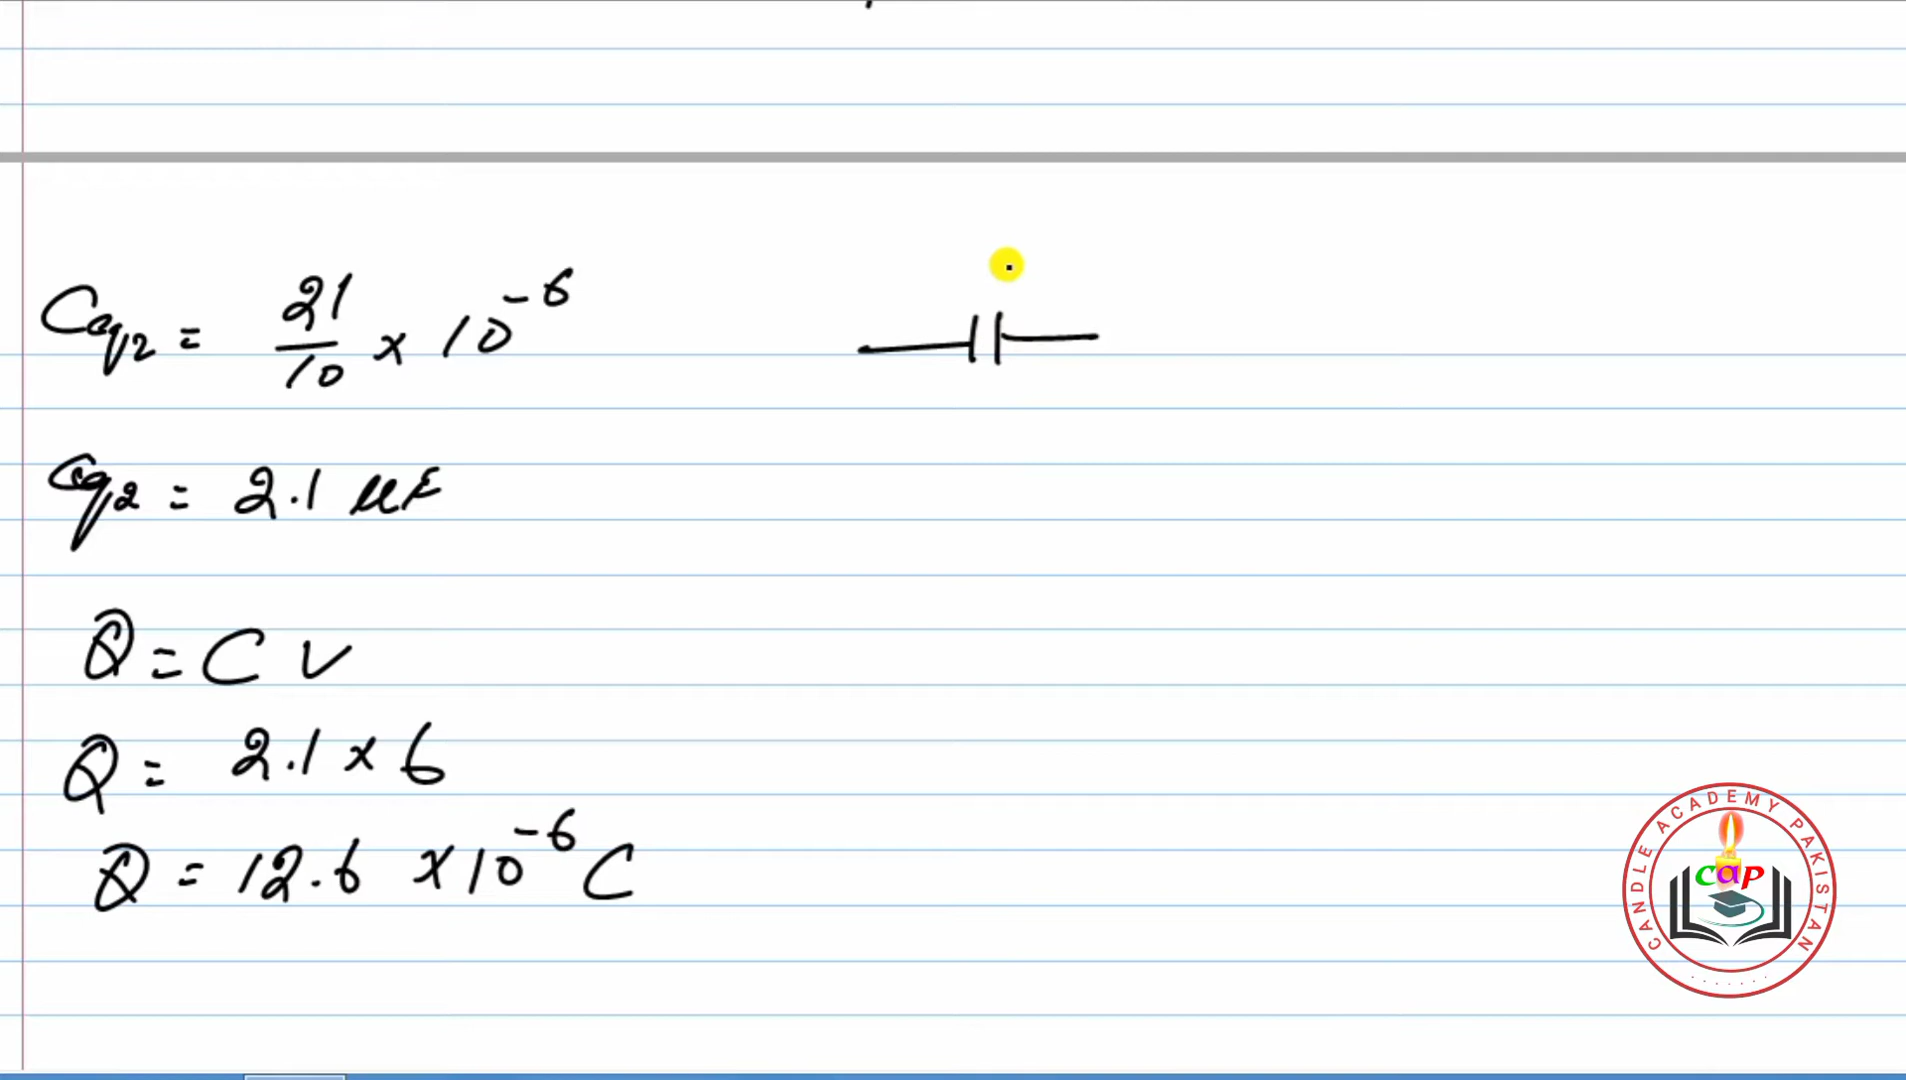 Ceq₂ = 21/10 x 10⁻⁶
Ceq₂ = 2.1 μF
Q = C V
Q = 2.1 x 6
Q = 12.6 x 10⁻⁶ C
CANDLE ACADEMY PAKISTAN
cap